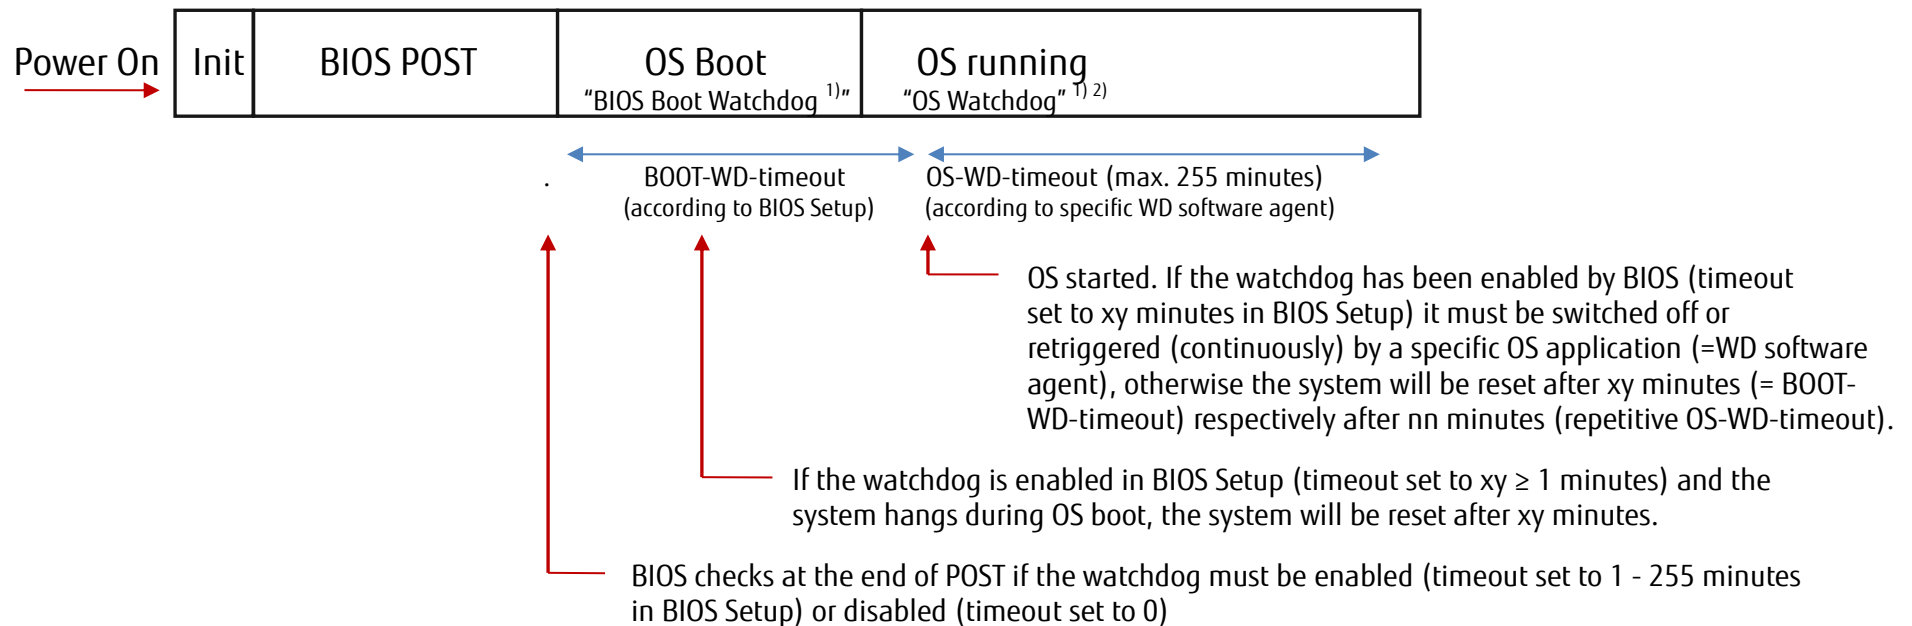 Power On
Init
BIOS POST
OS Boot
"BIOS Boot Watchdog 1)"
OS running
"OS Watchdog" 1) 2)
. BOOT-WD-timeout
(according to BIOS Setup)
OS-WD-timeout (max. 255 minutes)
(according to specific WD software agent)
OS started. If the watchdog has been enabled by BIOS (timeout
set to xy minutes in BIOS Setup) it must be switched off or
retriggered (continuously) by a specific OS application (=WD software
agent), otherwise the system will be reset after xy minutes (= BOOT-
WD-timeout) respectively after nn minutes (repetitive OS-WD-timeout).
If the watchdog is enabled in BIOS Setup (timeout set to xy ≥ 1 minutes) and the
system hangs during OS boot, the system will be reset after xy minutes.
BIOS checks at the end of POST if the watchdog must be enabled (timeout set to 1 - 255 minutes
in BIOS Setup) or disabled (timeout set to 0)